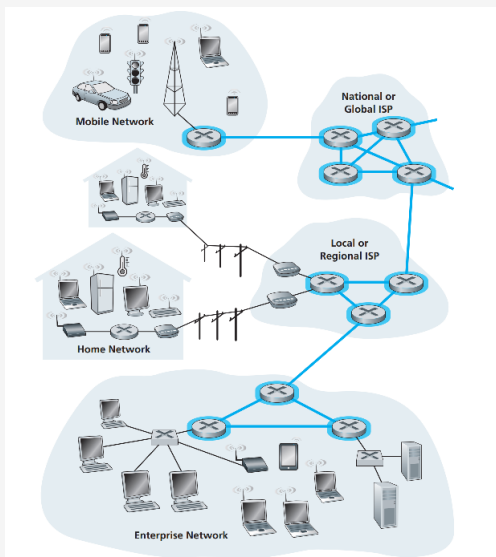 National or
Global ISP
Mobile Network
Local or
Regional ISP
Home Network
Enterprise Network